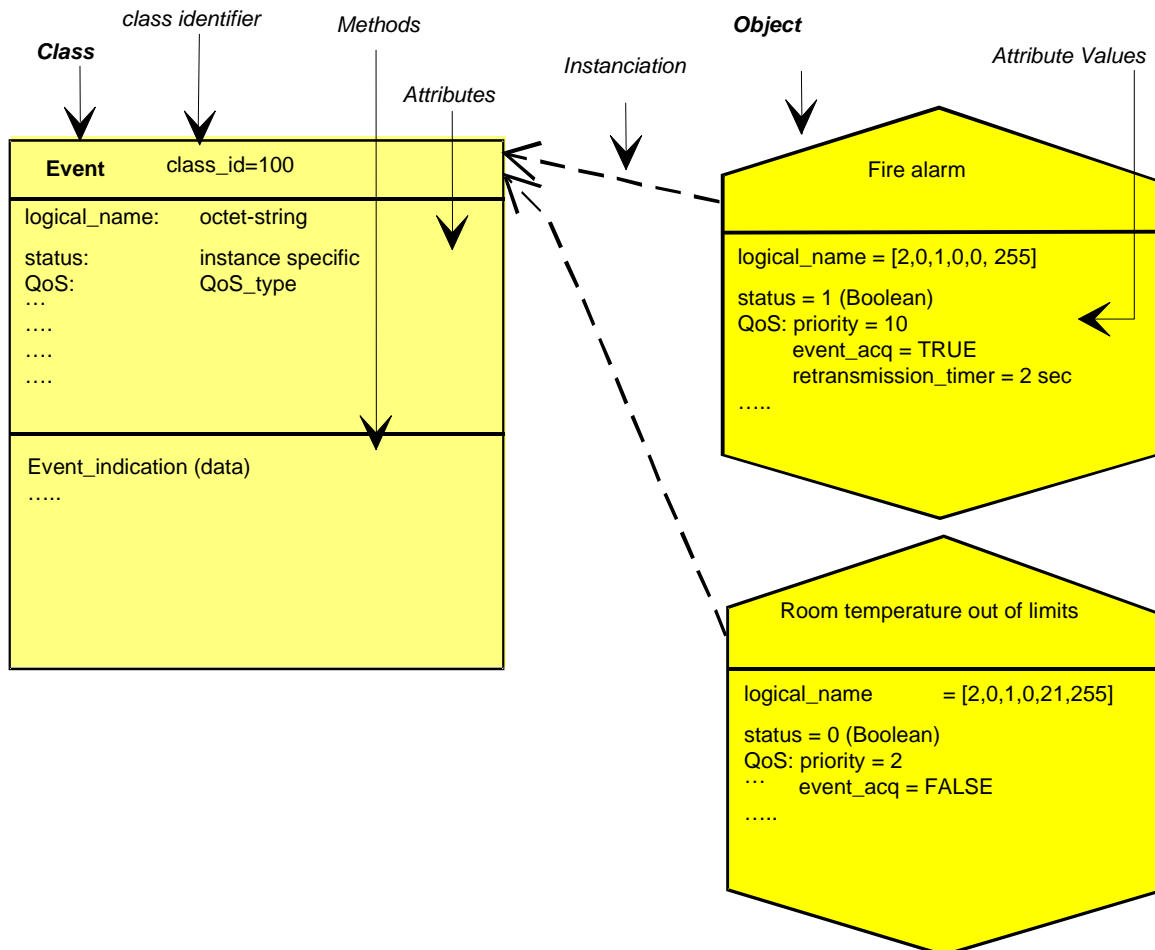 class identifier
Methods
Object
Class
Instanciation
Attribute Values
Attributes
Event class_id=100
logical_name: octet-string
status: instance specific
QoS: QoS_type
…
….
….
….
Event_indication (data)
…..
Fire alarm
logical_name = [2,0,1,0,0, 255]
status = 1 (Boolean)
QoS: priority = 10
event_acq = TRUE
retransmission_timer = 2 sec
…..
Room temperature out of limits
logical_name = [2,0,1,0,21,255]
status = 0 (Boolean)
QoS: priority = 2
… event_acq = FALSE
…..